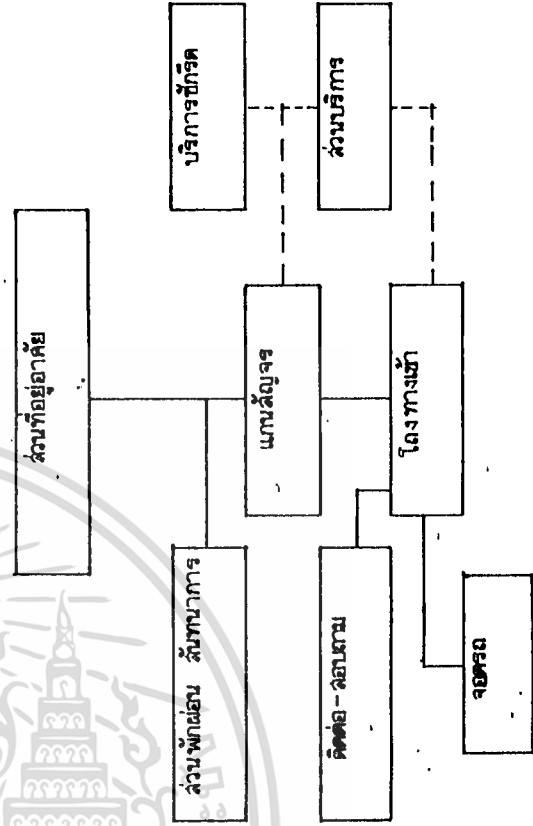 ส่วนที่อยู่อาศัย
บริการซักรีด
ส่วนพักผ่อน สันทนาการ
แกนสัญจร
ส่วนบริการ
ติดต่อ-สอบถาม
โถงทางเข้า
จอดรถ